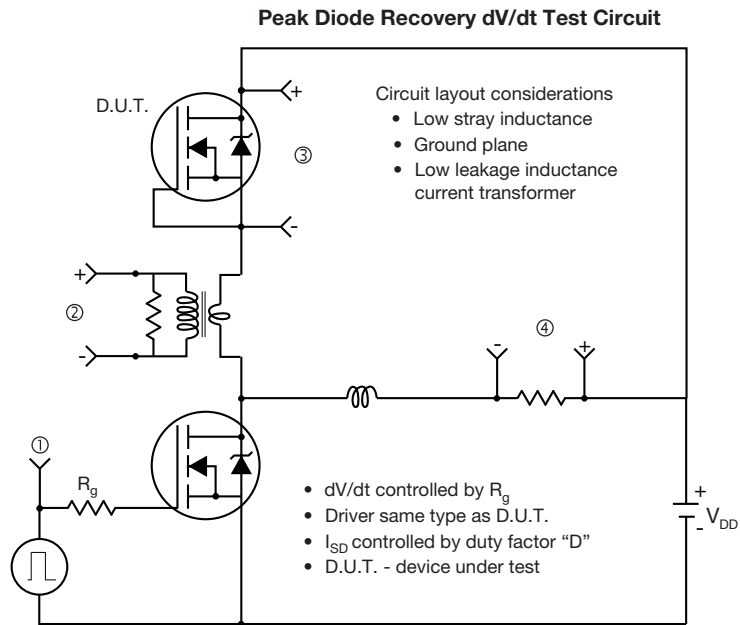 Peak Diode Recovery dV/dt Test Circuit
D.U.T.
+
③
-
Circuit layout considerations
• Low stray inductance
• Ground plane
• Low leakage inductance
current transformer
+
②
-
-
④
+
①
Rg
• dV/dt controlled by Rg
• Driver same type as D.U.T.
• ISD controlled by duty factor “D”
• D.U.T. - device under test
+
-
VDD